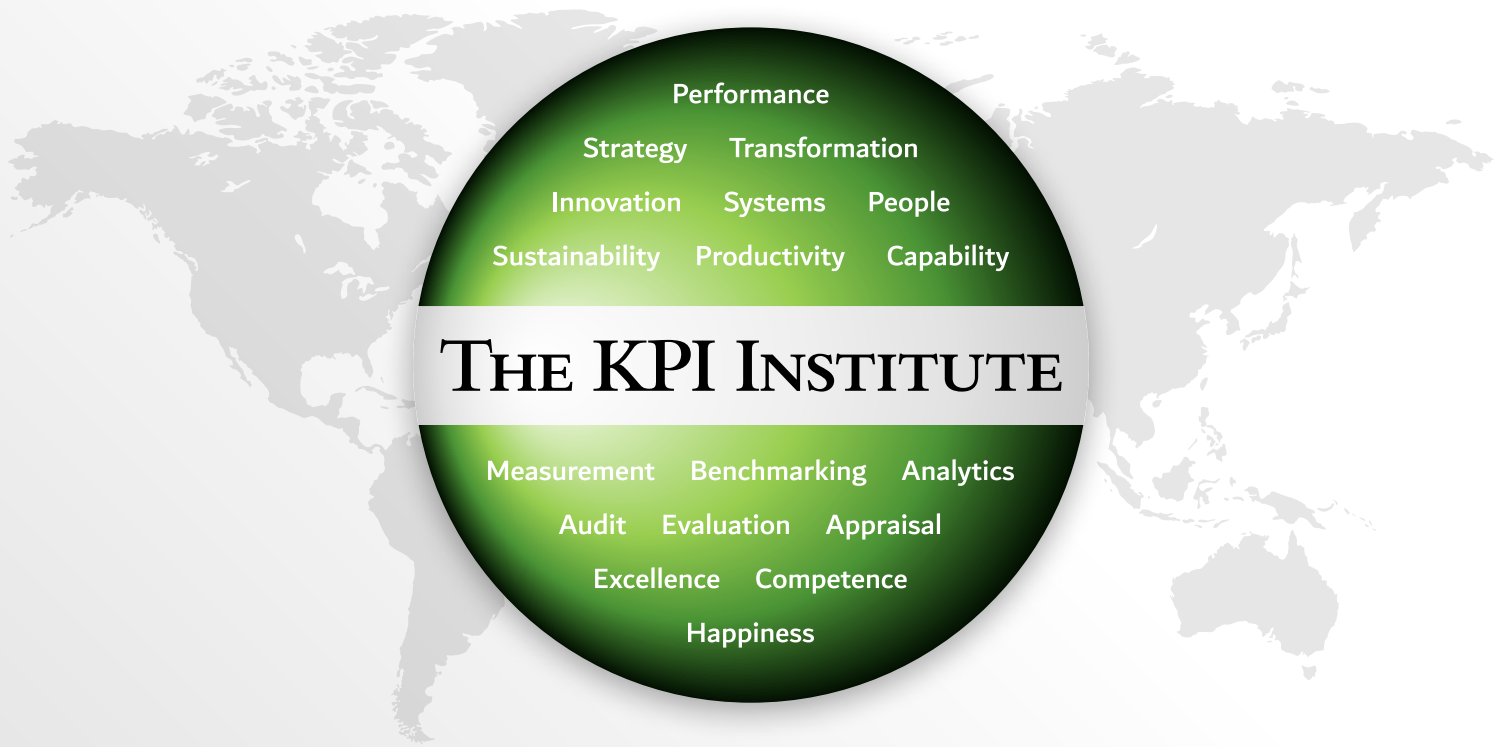 Performance
Strategy Transformation
Innovation Systems People
Sustainability Productivity Capability
The KPI Institute
Measurement Benchmarking Analytics
Audit Evaluation Appraisal
Excellence Competence
Happiness